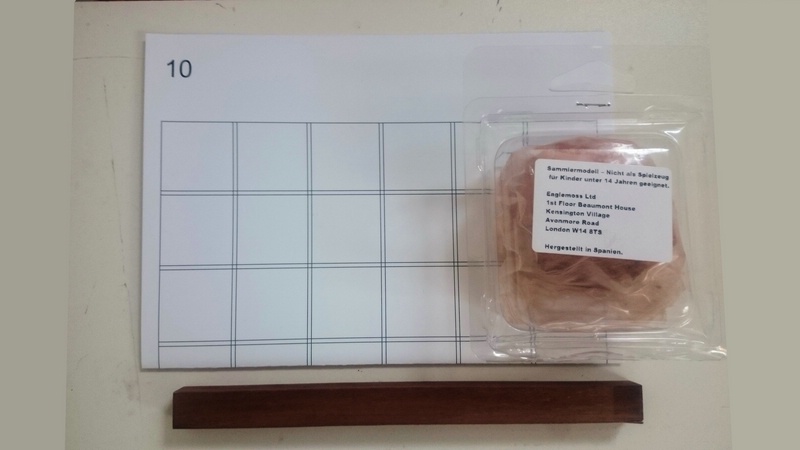 10
Sammlermodell - Nicht als Spielzeug
für Kinder unter 14 Jahren geeignet.
Eaglemoss Ltd
1st Floor Beaumont House
Kensington Village
Avonmore Road
London W14 8TS
Hergestellt in Spanien.